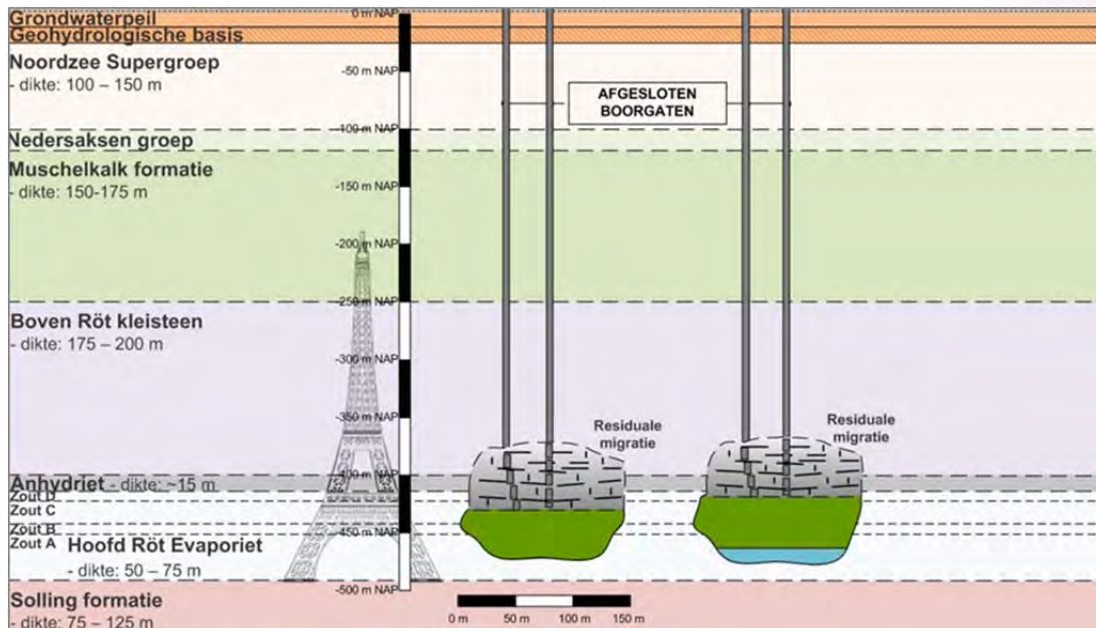 Grondwaterpeil
Geohydrologische basis
Noordzee Supergroep
- dikte: 100 – 150 m
Nedersaksen groep
Muschelkalk formatie
- dikte: 150-175 m
Boven Röt kleisteen
- dikte: 175 – 200 m
Anhydriet - dikte: ~15 m
Zout D
Zout C
Zout B
Zout A
Hoofd Röt Evaporiet
- dikte: 50 – 75 m
Solling formatie
- dikte: 75 – 125 m
0 m NAP
-50 m NAP
-100 m NAP
-150 m NAP
-200 m NAP
-250 m NAP
-300 m NAP
-350 m NAP
-400 m NAP
-450 m NAP
-500 m NAP
AFGESLOTEN
BOORGATEN
Residuale
migratie
Residuale
migratie
0 m 50 m 100 m 150 m